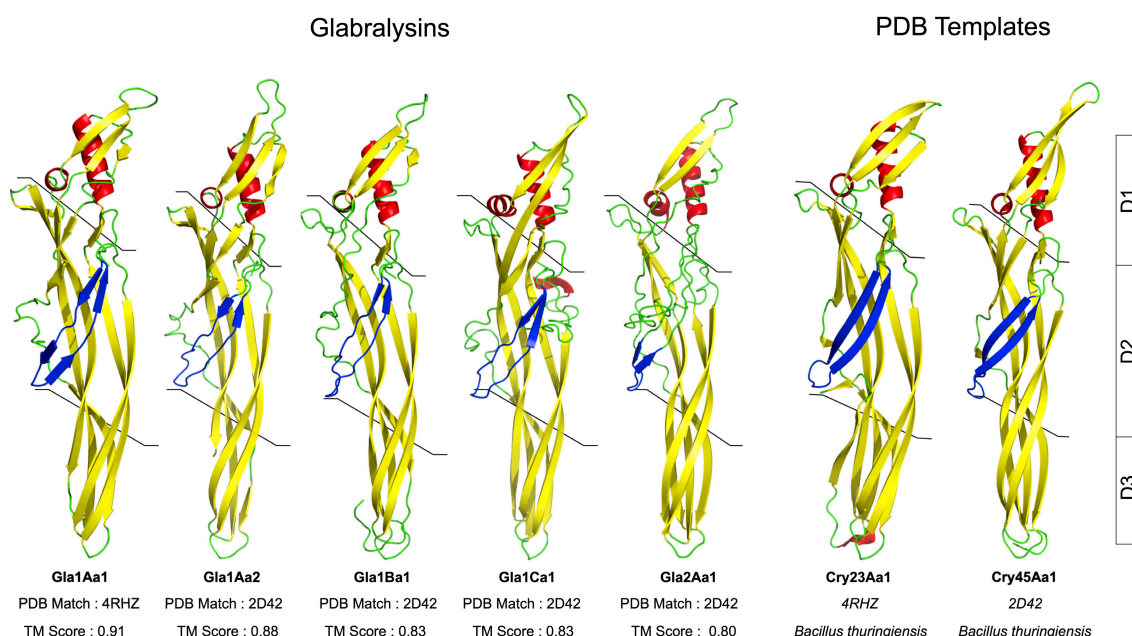 Glabralysins
PDB Templates
D1
D2
D3
Gla1Aa1
PDB Match : 4RHZ
TM Score : 0.91
Gla1Aa2
PDB Match : 2D42
TM Score : 0.88
Gla1Ba1
PDB Match : 2D42
TM Score : 0.83
Gla1Ca1
PDB Match : 2D42
TM Score : 0.83
Gla2Aa1
PDB Match : 2D42
TM Score :  0.80
Cry23Aa1
4RHZ
Bacillus thuringiensis
Cry45Aa1
2D42
Bacillus thuringiensis